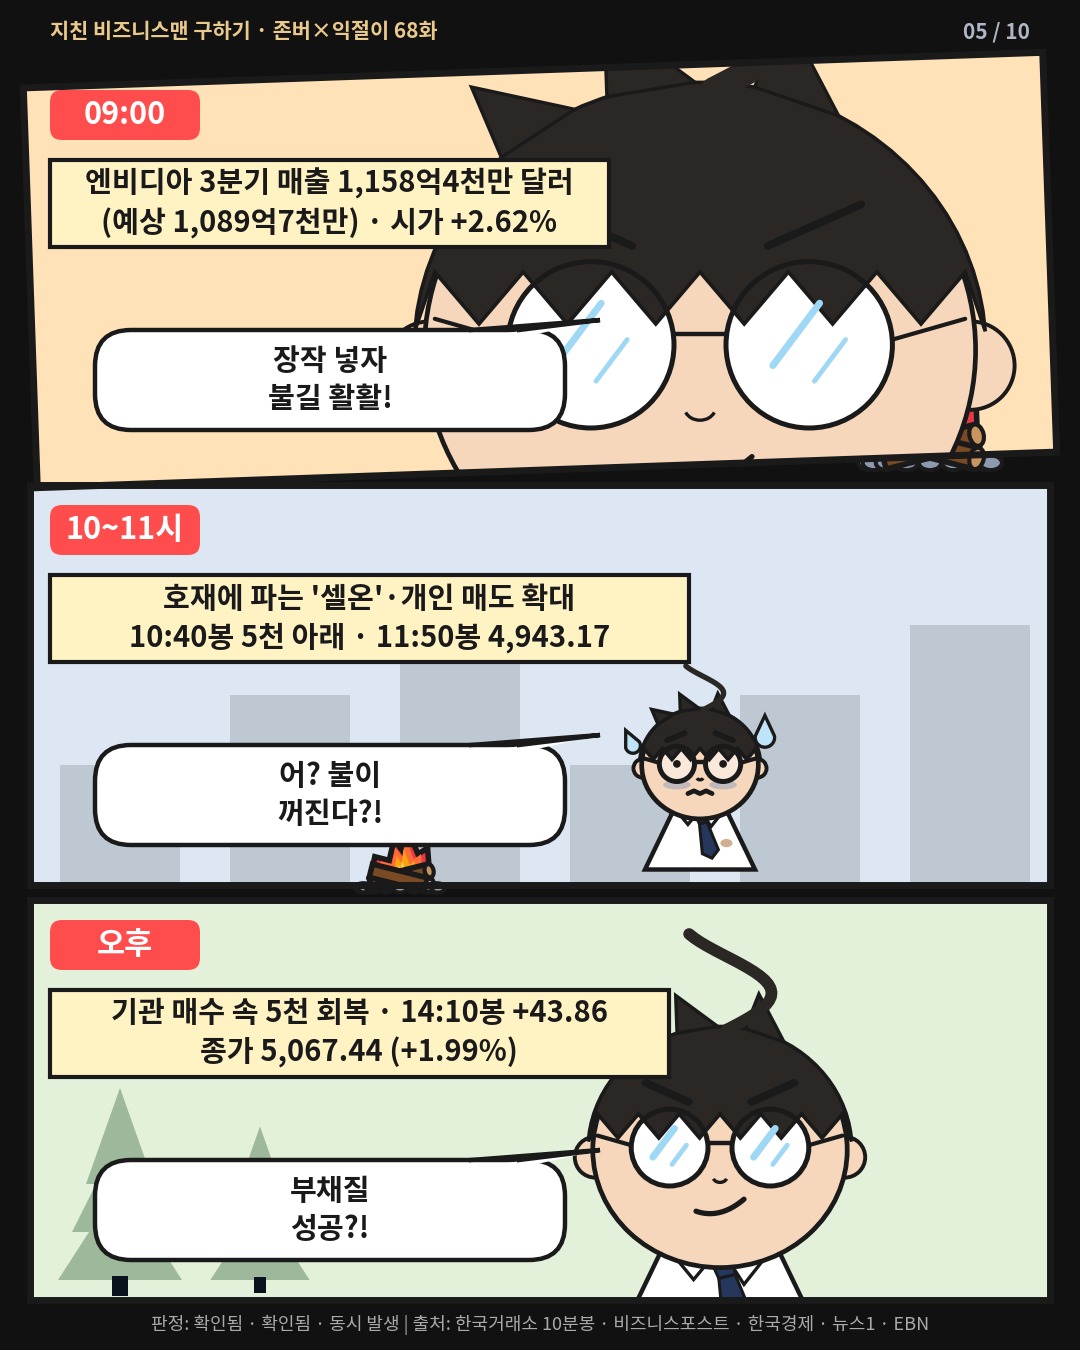 지친 비즈니스맨 구하기 · 존버×익절이 68화
05 / 10
09:00
엔비디아 3분기 매출 1,158억4천만 달러
(예상 1,089억7천만) · 시가 +2.62%
장작 넣자
불길 활활!
10~11시
호재에 파는 '셀온'·개인 매도 확대
10:40봉 5천 아래 · 11:50봉 4,943.17
어? 불이
꺼진다?!
오후
기관 매수 속 5천 회복 · 14:10봉 +43.86
종가 5,067.44 (+1.99%)
부채질
성공?!
판정: 확인됨 · 확인됨 · 동시 발생 | 출처: 한국거래소 10분봉 · 비즈니스포스트 · 한국경제 · 뉴스1 · EBN